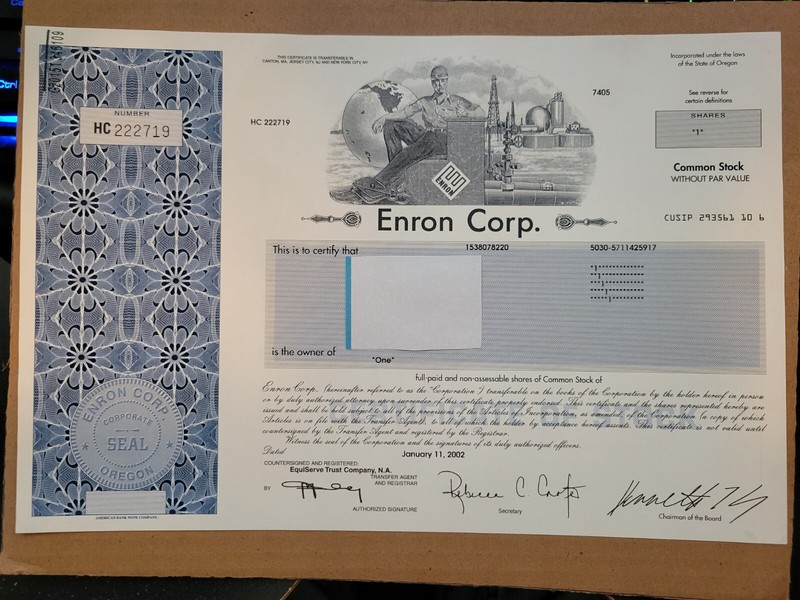 THIS CERTIFICATE IS TRANSFERABLE IN
CANTON, MA, JERSEY CITY, NJ AND NEW YORK CITY, NY
Incorporated under the laws
of the State of Oregon
7405
See reverse for
certain definitions
NUMBER
HC 222719
HC 222719
SHARES
*1*
Common Stock
WITHOUT PAR VALUE
ENRON
Enron Corp.
CUSIP 293561 10 6
This is to certify that
1538078220
5030-5711425917
is the owner of
*One*
full-paid and non-assessable shares of Common Stock of
Enron Corp. (hereinafter referred to as the "Corporation") transferable on the books of the Corporation by the holder hereof in person
or by duly authorized attorney upon surrender of this certificate properly endorsed. This certificate and the shares represented hereby are
issued and shall be held subject to all of the provisions of the Articles of Incorporation, as amended, of the Corporation (a copy of which
Articles is on file with the Transfer Agent), to all of which the holder by acceptance hereof assents. This certificate is not valid until
countersigned by the Transfer Agent and registered by the Registrar.
Witness the seal of the Corporation and the signatures of its duly authorized officers.
Dated
January 11, 2002
COUNTERSIGNED AND REGISTERED:
EquiServe Trust Company, N.A.
TRANSFER AGENT
AND REGISTRAR
BY
AUTHORIZED SIGNATURE
Rebecca C. Carter
Secretary
Chairman of the Board
ENRON CORP
CORPORATE
SEAL
OREGON
AMERICAN BANK NOTE COMPANY.
Ctrl